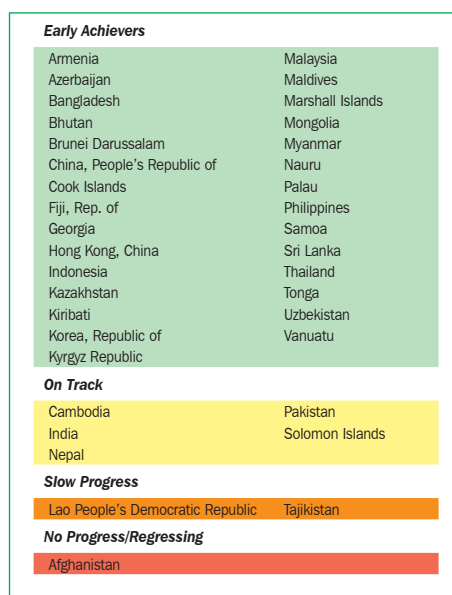 Early Achievers
Armenia
Azerbaijan
Bangladesh
Bhutan
Brunei Darussalam
China, People's Republic of
Cook Islands
Fiji, Rep. of
Georgia
Hong Kong, China
Indonesia
Kazakhstan
Kiribati
Korea, Republic of
Kyrgyz Republic
Malaysia
Maldives
Marshall Islands
Mongolia
Myanmar
Nauru
Palau
Philippines
Samoa
Sri Lanka
Thailand
Tonga
Uzbekistan
Vanuatu
On Track
Cambodia
India
Nepal
Pakistan
Solomon Islands
Slow Progress
Lao People's Democratic Republic
Tajikistan
No Progress/Regressing
Afghanistan